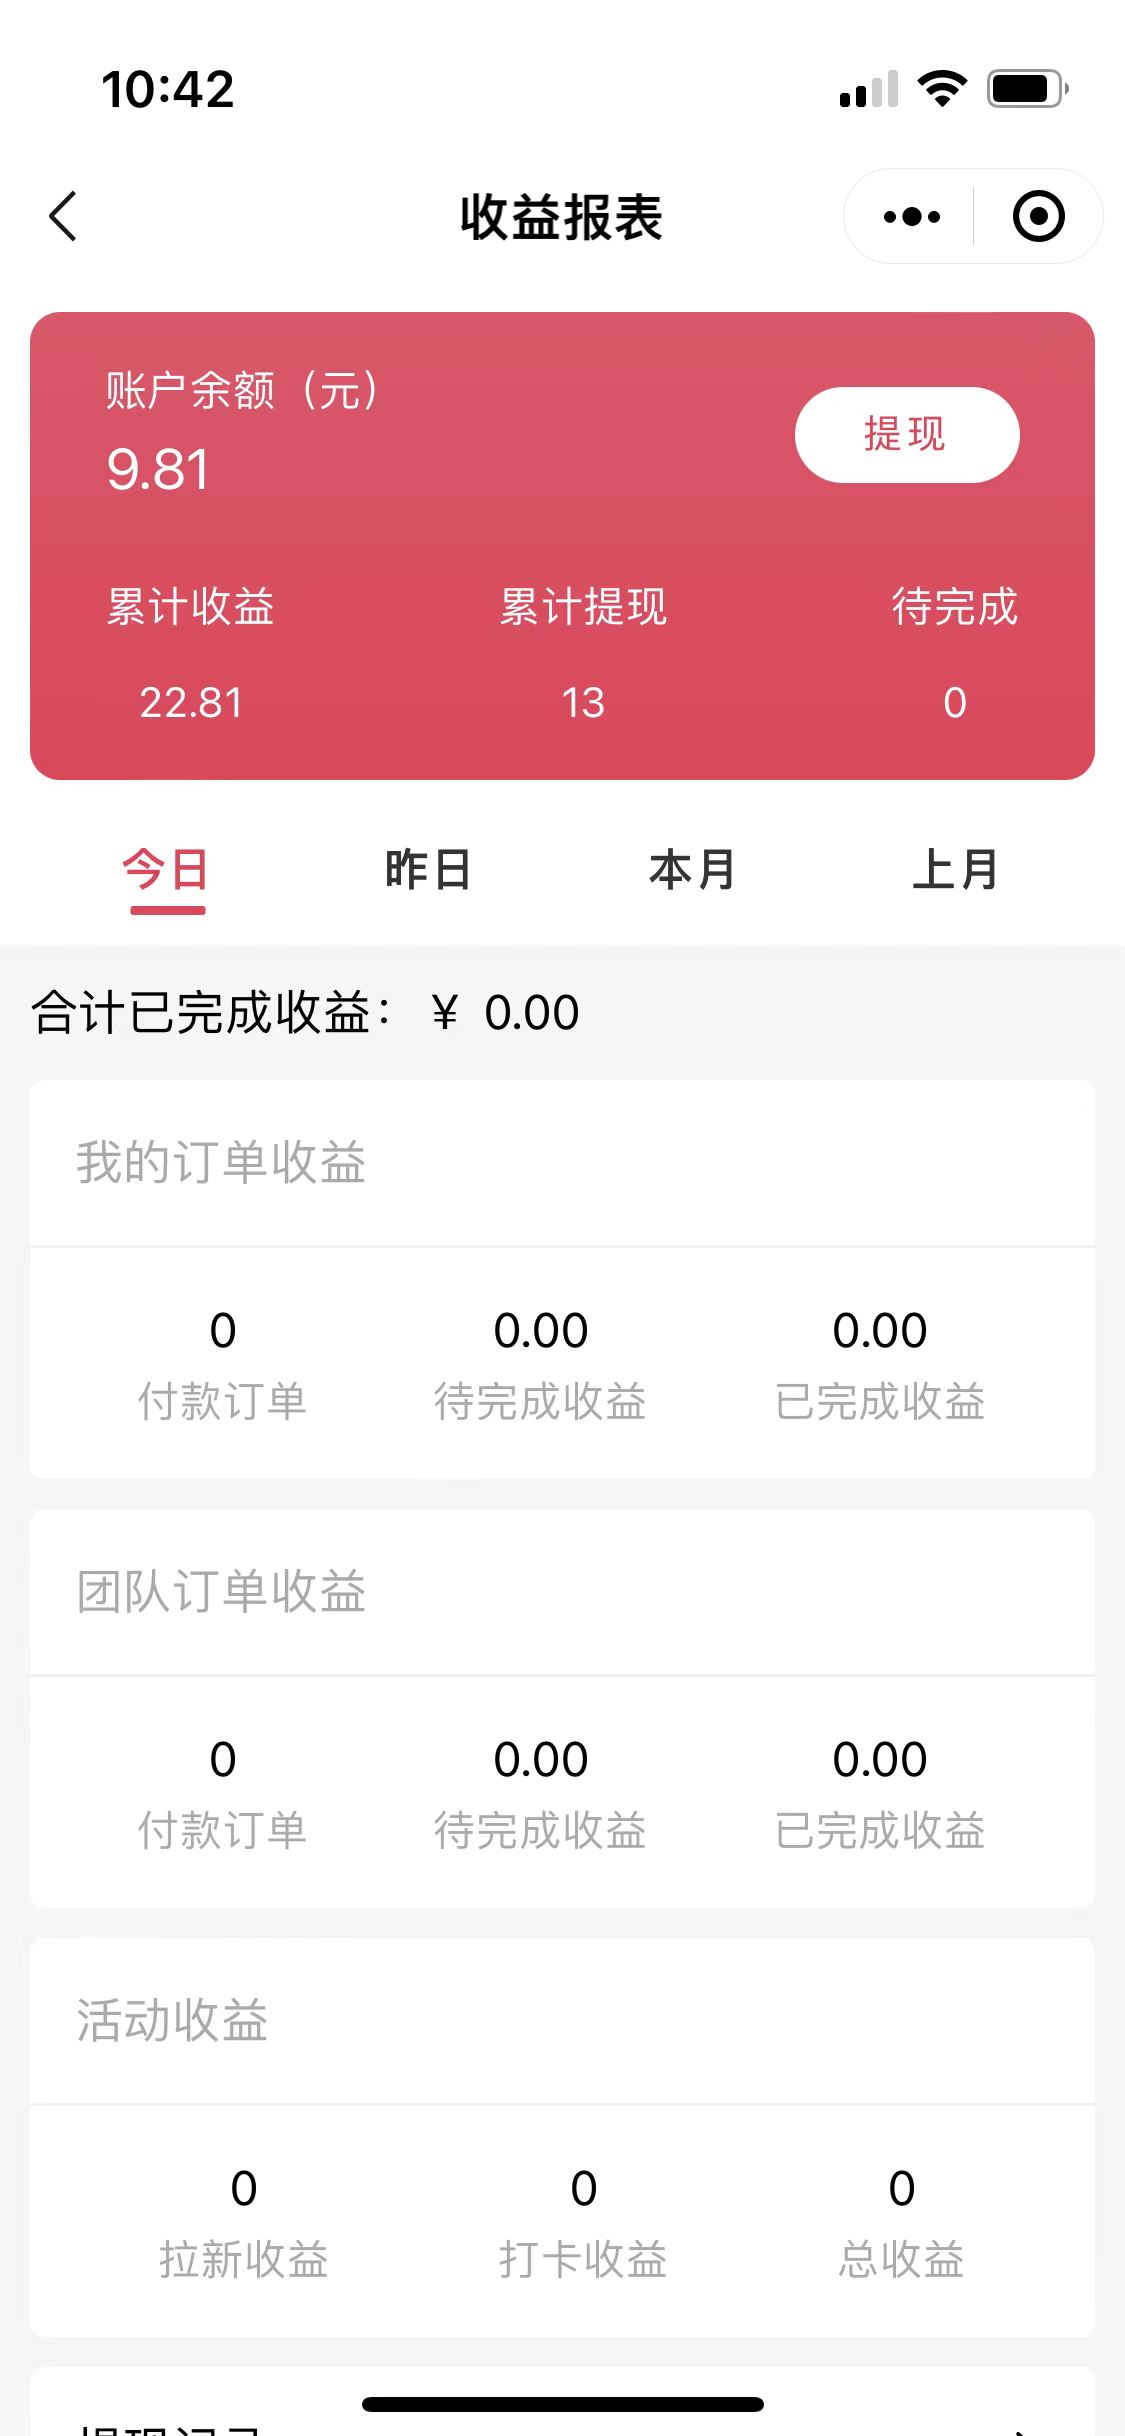 10:42
收益报表
账户余额（元）
9.81
提现
累计收益 累计提现 待完成
22.81 13 0
今日 昨日 本月 上月
合计已完成收益： ¥ 0.00
我的订单收益
0 0.00 0.00
付款订单 待完成收益 已完成收益
团队订单收益
0 0.00 0.00
付款订单 待完成收益 已完成收益
活动收益
0 0 0
拉新收益 打卡收益 总收益
提现记录